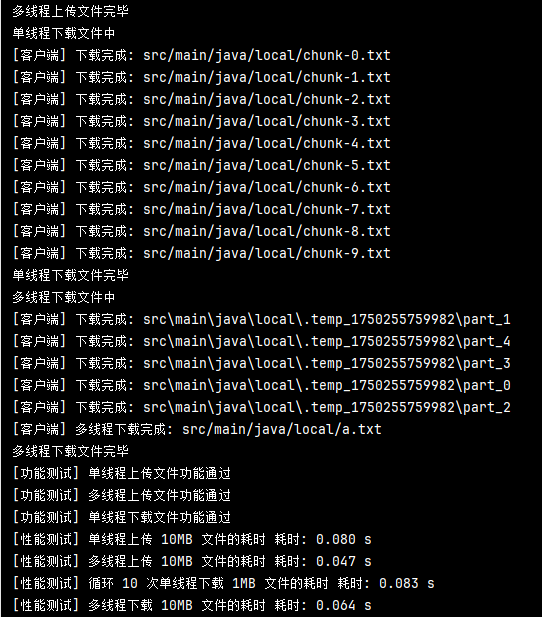 多线程上传文件完毕
单线程下载文件中
[客户端] 下载完成: src/main/java/local/chunk-0.txt
[客户端] 下载完成: src/main/java/local/chunk-1.txt
[客户端] 下载完成: src/main/java/local/chunk-2.txt
[客户端] 下载完成: src/main/java/local/chunk-3.txt
[客户端] 下载完成: src/main/java/local/chunk-4.txt
[客户端] 下载完成: src/main/java/local/chunk-5.txt
[客户端] 下载完成: src/main/java/local/chunk-6.txt
[客户端] 下载完成: src/main/java/local/chunk-7.txt
[客户端] 下载完成: src/main/java/local/chunk-8.txt
[客户端] 下载完成: src/main/java/local/chunk-9.txt
单线程下载文件完毕
多线程下载文件中
[客户端] 下载完成: src\main\java\local\.temp_1750255759982\part_1
[客户端] 下载完成: src\main\java\local\.temp_1750255759982\part_4
[客户端] 下载完成: src\main\java\local\.temp_1750255759982\part_3
[客户端] 下载完成: src\main\java\local\.temp_1750255759982\part_0
[客户端] 下载完成: src\main\java\local\.temp_1750255759982\part_2
[客户端] 多线程下载完成: src/main/java/local/a.txt
多线程下载文件完毕
[功能测试] 单线程上传文件功能通过
[功能测试] 多线程上传文件功能通过
[功能测试] 单线程下载文件功能通过
[性能测试] 单线程上传 10MB 文件的耗时 耗时: 0.080 s
[性能测试] 多线程上传 10MB 文件的耗时 耗时: 0.047 s
[性能测试] 循环 10 次单线程下载 1MB 文件的耗时 耗时: 0.083 s
[性能测试] 多线程下载 10MB 文件的耗时 耗时: 0.064 s